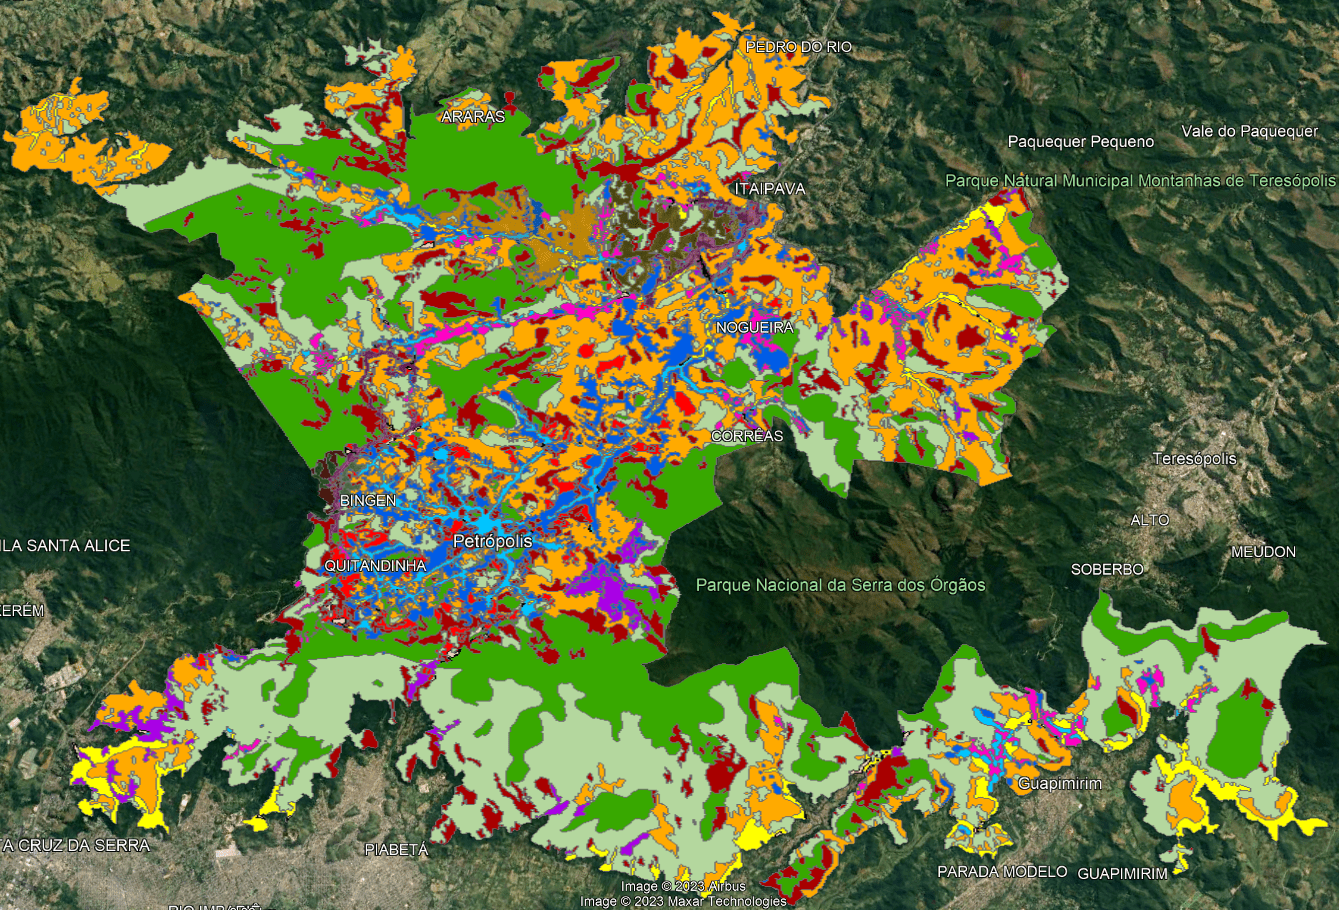 PEDRO DO RIO
ARARAS
Vale do Paquequer
Paquequer Pequeno
Parque Natural Municipal Montanhas de Teresópolis
ITAIPAVA
NOGUEIRA
CORRÊAS
Teresópolis
BINGEN
ALTO
Petrópolis
LA SANTA ALICE
MEUDON
QUITANDINHA
SOBERBO
Parque Nacional da Serra dos Órgãos
ERÉM
Guapimirim
A CRUZ DA SERRA
PIABETÁ
PARADA MODELO
GUAPIMIRIM
Image © 2023 Airbus
Image © 2023 Maxar Technologies